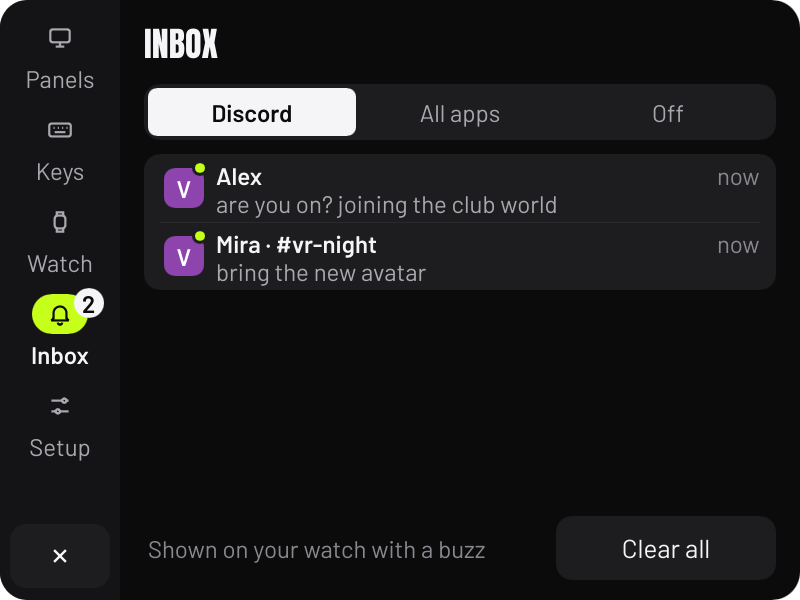 Panels
Keys
Watch
2
Inbox
Setup
INBOX
Discord
All apps
Off
V
Alex
now
are you on? joining the club world
V
Mira · #vr-night
now
bring the new avatar
Shown on your watch with a buzz
Clear all